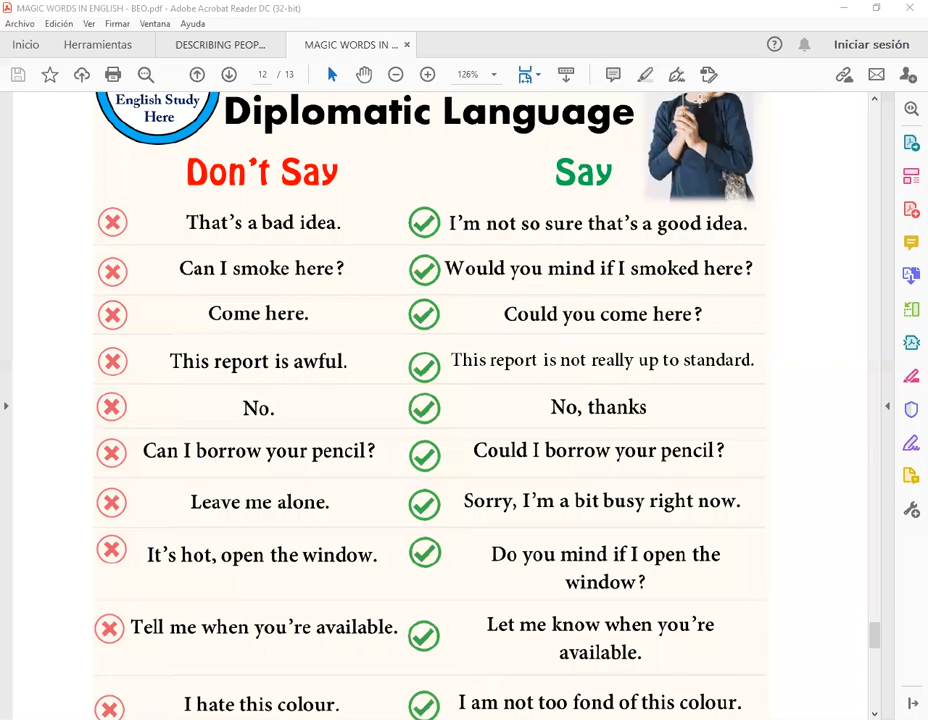 MAGIC WORDS IN ENGLISH - BEO.pdf - Adobe Acrobat Reader DC (32-bit)
Archivo Edición Ver Firmar Ventana Ayuda
Inicio Herramientas DESCRIBING PEOP... MAGIC WORDS IN ... × Iniciar sesión
12 / 13 126%
English Study
Here
Diplomatic Language
Don't Say Say
That's a bad idea. I'm not so sure that's a good idea.
Can I smoke here? Would you mind if I smoked here?
Come here. Could you come here?
This report is awful. This report is not really up to standard.
No. No, thanks
Can I borrow your pencil? Could I borrow your pencil?
Leave me alone. Sorry, I'm a bit busy right now.
It's hot, open the window. Do you mind if I open the
window?
Tell me when you're available. Let me know when you're
available.
I hate this colour. I am not too fond of this colour.